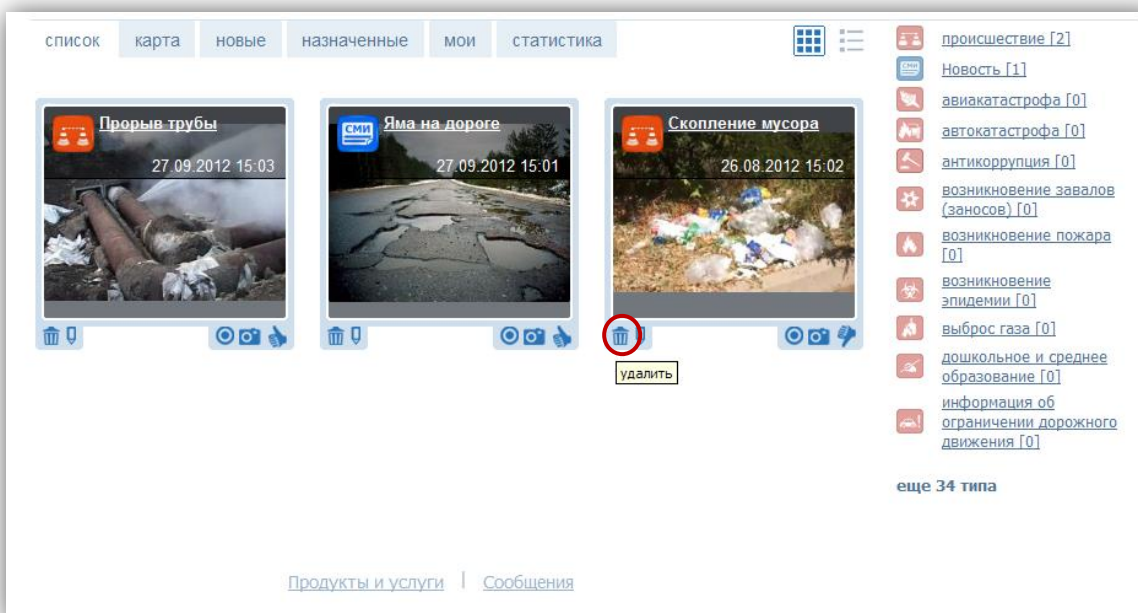 список карта новые назначенные мои статистика
Прорыв трубы
27.09.2012 15:03
СМИ
Яма на дороге
27.09.2012 15:01
Скопление мусора
26.08.2012 15:02
удалить
происшествие [2]
СМИ
Новость [1]
авиакатастрофа [0]
автокатастрофа [0]
антикоррупция [0]
возникновение завалов
(заносов) [0]
возникновение пожара
[0]
возникновение
эпидемии [0]
выброс газа [0]
дошкольное и среднее
образование [0]
информация об
ограничении дорожного
движения [0]
еще 34 типа
Продукты и услуги | Сообщения